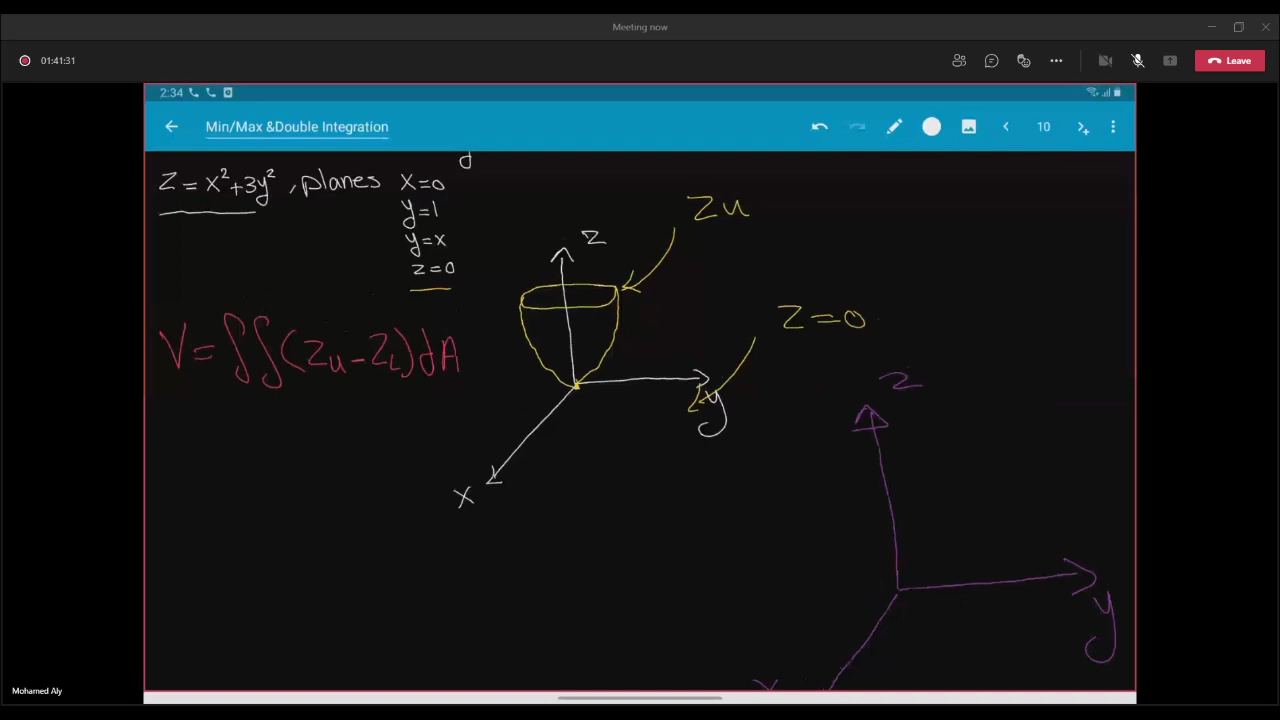 Meeting now
01:41:31
Leave
2:34
Min/Max &Double Integration
10
y
Z = x²+3y², planes x=0
y=1
y=x
z=0
Zu
z
Z=0
V=∫∫(Zu-ZL)dA
y
x
z
y
x
Mohamed Aly